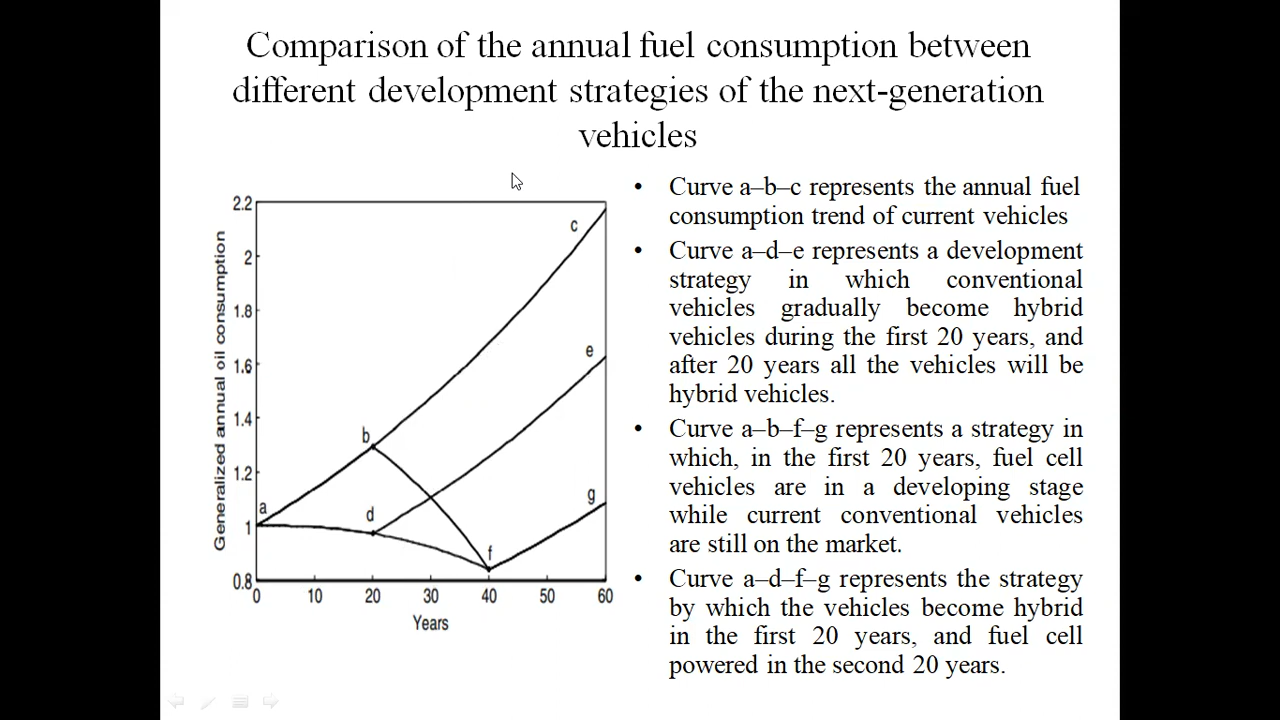 Comparison of the annual fuel consumption between
different development strategies of the next-generation
vehicles
Generalized annual oil consumption
2.2
2
1.8
1.6
1.4
1.2
1
0.8
a
b
c
d
e
f
g
0
10
20
30
40
50
60
Years
• Curve a–b–c represents the annual fuel
consumption trend of current vehicles
• Curve a–d–e represents a development
strategy in which conventional
vehicles gradually become hybrid
vehicles during the first 20 years, and
after 20 years all the vehicles will be
hybrid vehicles.
• Curve a–b–f–g represents a strategy in
which, in the first 20 years, fuel cell
vehicles are in a developing stage
while current conventional vehicles
are still on the market.
• Curve a–d–f–g represents the strategy
by which the vehicles become hybrid
in the first 20 years, and fuel cell
powered in the second 20 years.